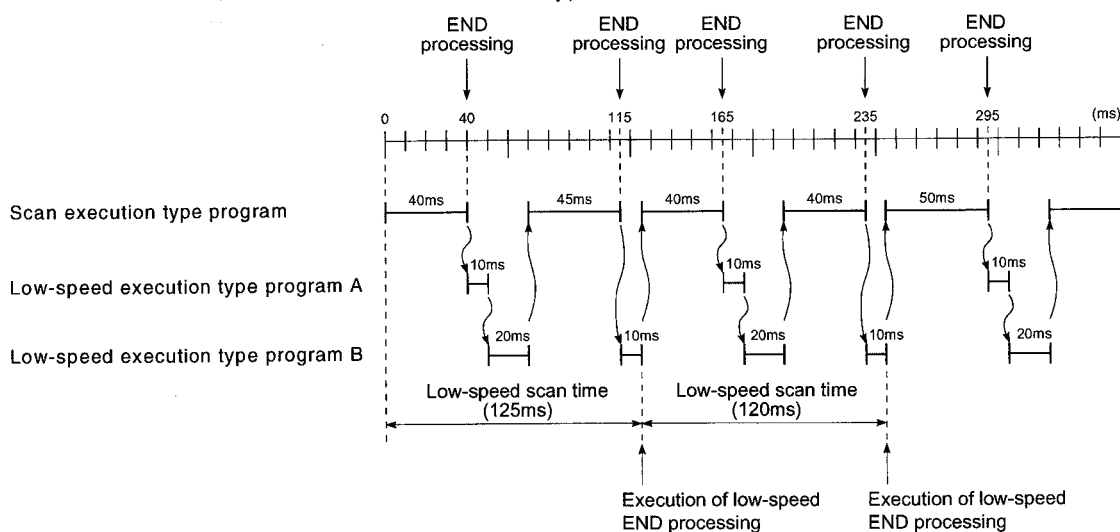 END
processing
END
processing
END
processing
END
processing
END
processing
0
40
115
165
235
295
(ms)
Scan execution type program
40ms
45ms
40ms
40ms
50ms
Low-speed execution type program A
10ms
10ms
10ms
Low-speed execution type program B
20ms
10ms
20ms
10ms
20ms
Low-speed scan time
(125ms)
Low-speed scan time
(120ms)
Execution of low-speed
END processing
Execution of low-speed
END processing